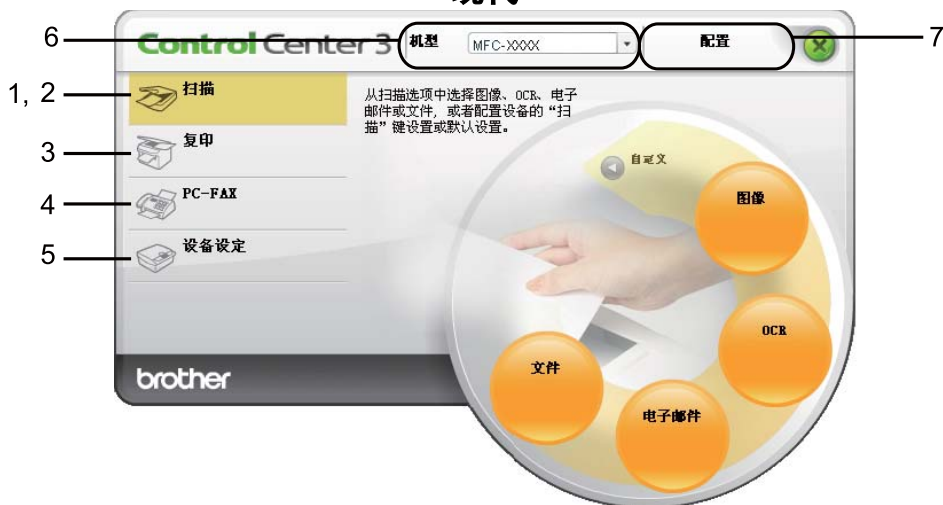 6
Control Center 3
机型
MFC-XXXX
配置
7
1, 2
扫描
3
复印
4
PC-FAX
5
设备设定
从扫描选项中选择图像、OCR、电子
邮件或文件, 或者配置设备的“扫
描”键设置或默认设置。
自定义
图像
OCR
电子邮件
文件
brother